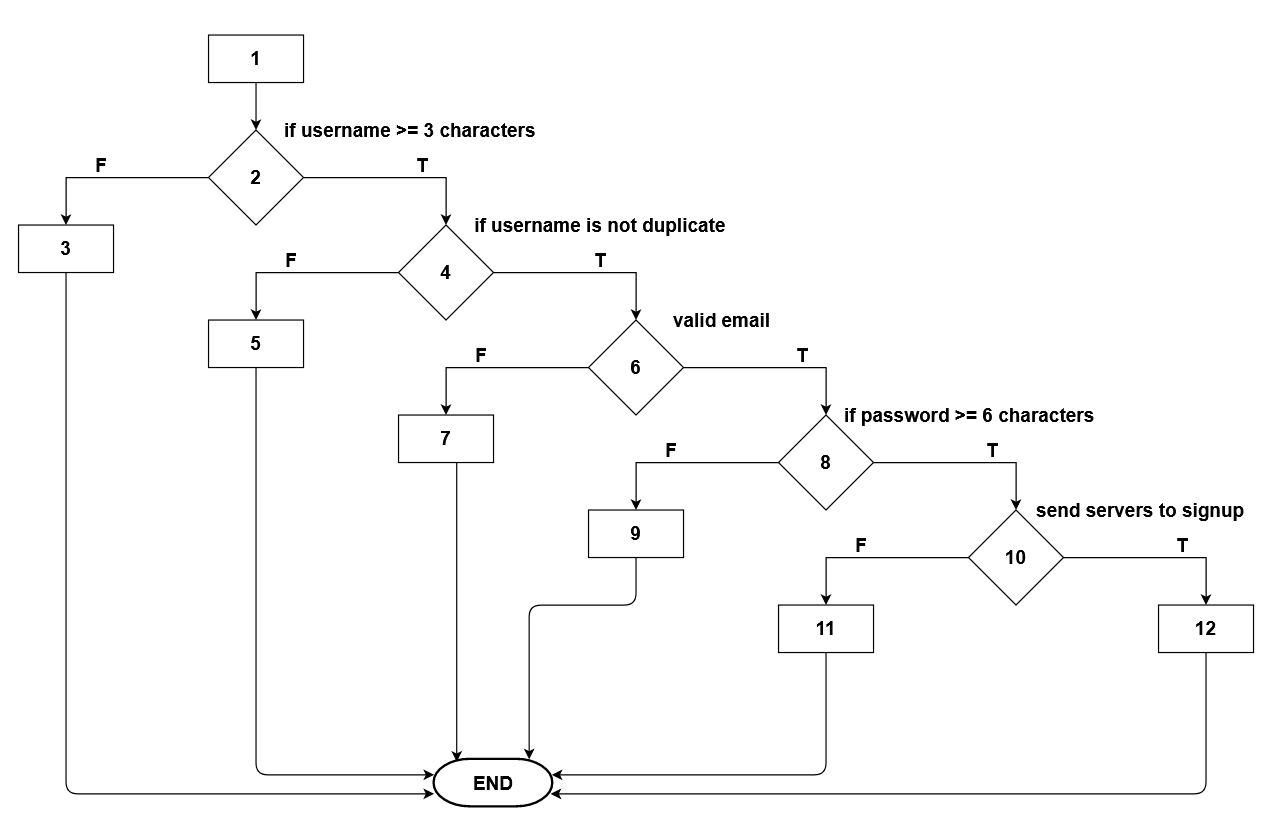 1
if username >= 3 characters
F
T
2
if username is not duplicate
3
F
T
4
valid email
5
F
T
6
if password >= 6 characters
7
F
T
8
send servers to signup
9
F
T
10
11
12
END